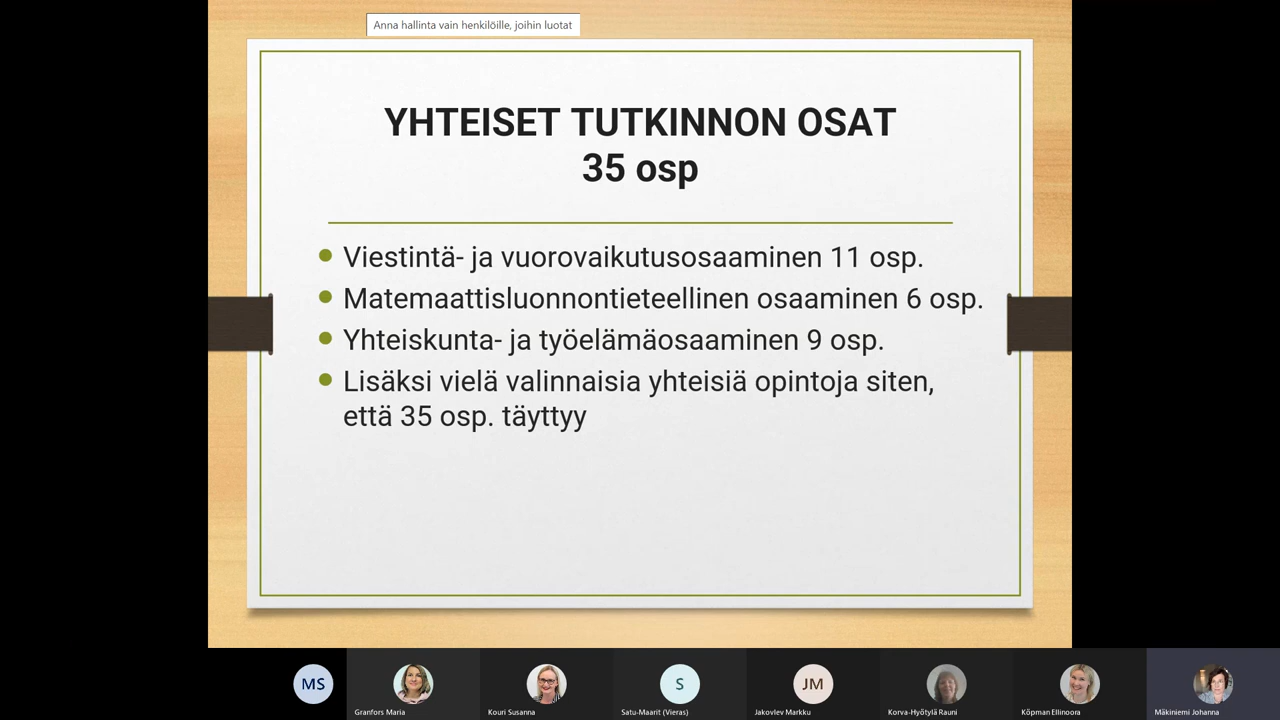 Anna hallinta vain henkilöille, joihin luotat
YHTEISET TUTKINNON OSAT
35 osp
Viestintä- ja vuorovaikutusosaaminen 11 osp.
Matemaattisluonnontieteellinen osaaminen 6 osp.
Yhteiskunta- ja työelämäosaaminen 9 osp.
Lisäksi vielä valinnaisia yhteisiä opintoja siten,
että 35 osp. täyttyy
MS
S
JM
Granfors Maria
Kouri Susanna
Satu-Maarit (Vieras)
Jakovlev Markku
Korva-Hyötylä Rauni
Köpman Ellinoora
Mäkiniemi Johanna